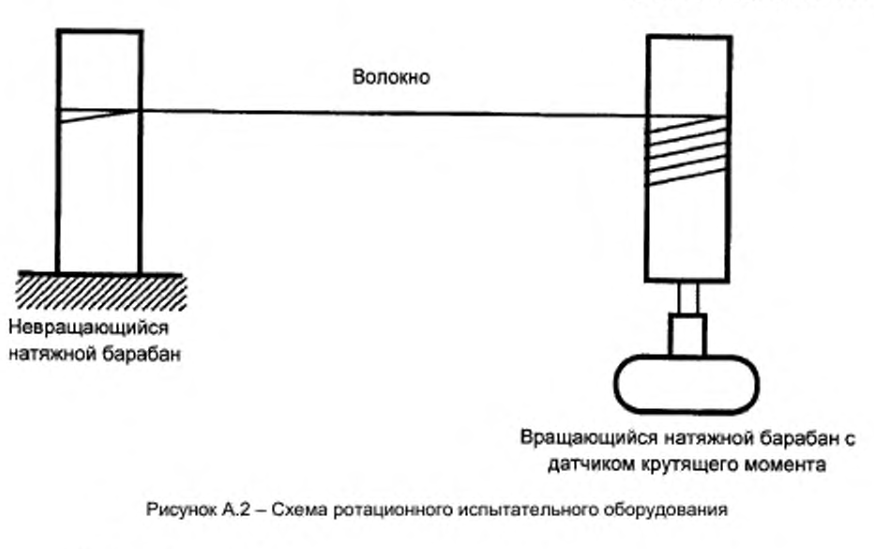 Волокно
Невращающийся
натяжной барабан
Вращающийся натяжной барабан с
датчиком крутящего момента
Рисунок А.2 – Схема ротационного испытательного оборудования